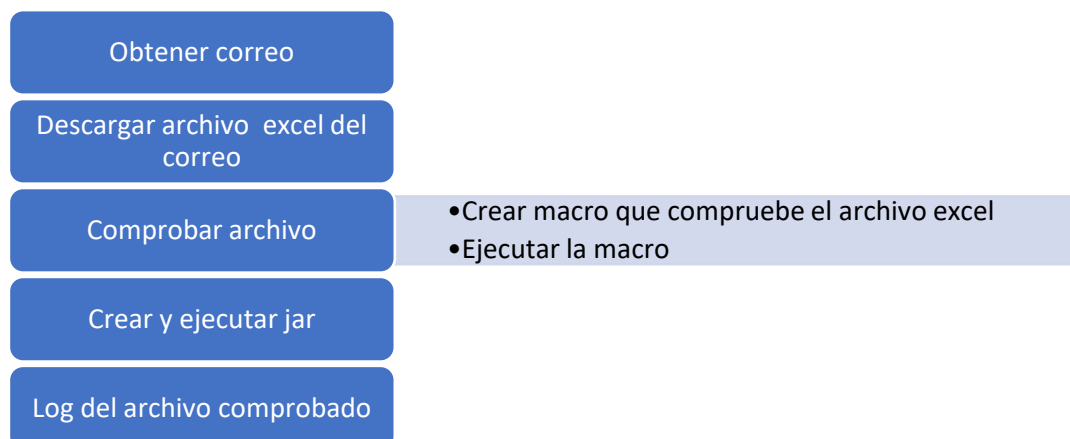 Obtener correo
Descargar archivo excel del
correo
Comprobar archivo
•Crear macro que compruebe el archivo excel
•Ejecutar la macro
Crear y ejecutar jar
Log del archivo comprobado